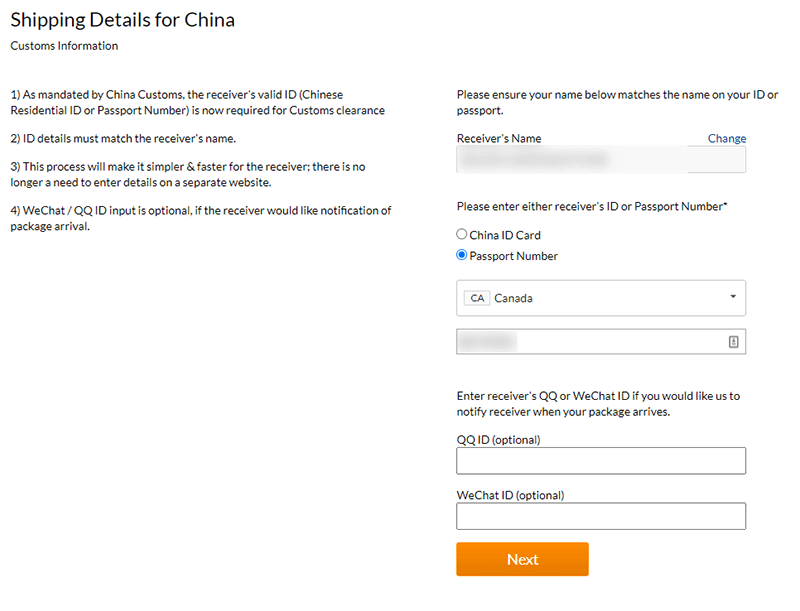 Shipping Details for China
Customs Information
1) As mandated by China Customs, the receiver's valid ID (Chinese
Residential ID or Passport Number) is now required for Customs clearance
2) ID details must match the receiver's name.
3) This process will make it simpler & faster for the receiver; there is no
longer a need to enter details on a separate website.
4) WeChat / QQ ID input is optional, if the receiver would like notification of
package arrival.
Please ensure your name below matches the name on your ID or
passport.
Receiver's Name Change
Please enter either receiver's ID or Passport Number*
China ID Card
Passport Number
CA Canada
Enter receiver's QQ or WeChat ID if you would like us to
notify receiver when your package arrives.
QQ ID (optional)
WeChat ID (optional)
Next